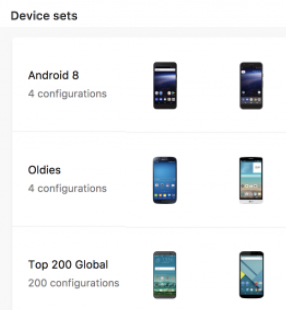 Device sets
Android 8
4 configurations
Oldies
4 configurations
Top 200 Global
200 configurations